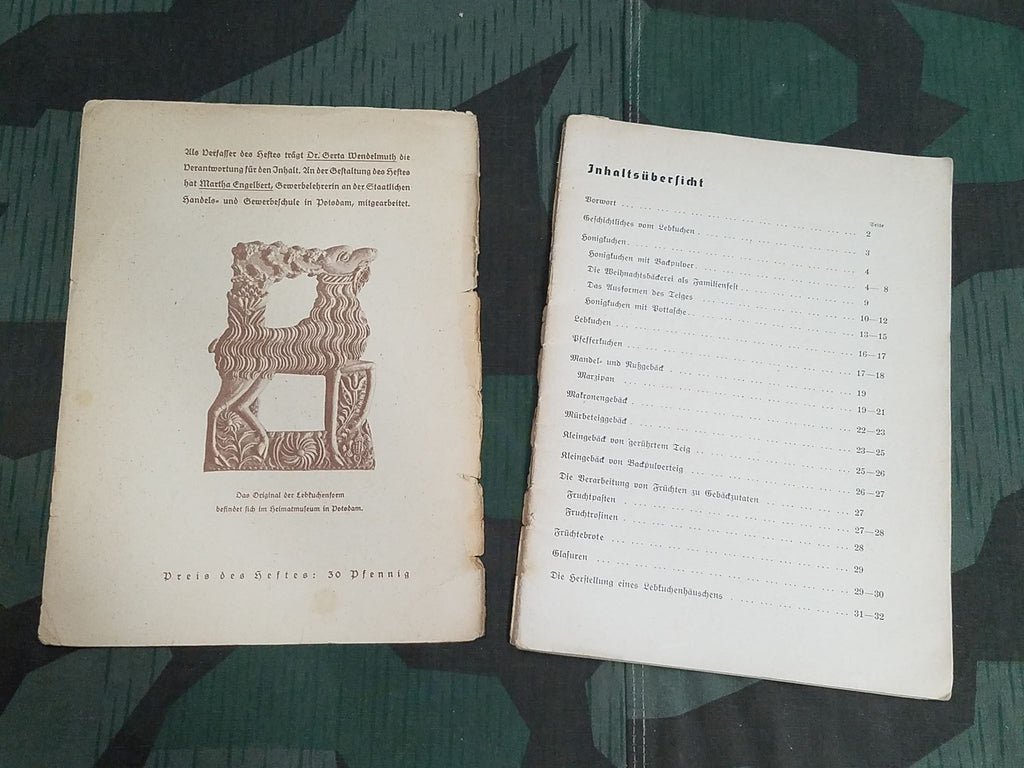 Als Verfasser des Heftes trägt Dr. Gerta Wendelmuth die
Verantwortung für den Inhalt. An der Gestaltung des Heftes
hat Martha Engelbert, Gewerbelehrerin an der Staatlichen
Handels- und Gewerbeschule in Potsdam, mitgearbeitet.
Das Original der Lebkuchenform
befindet sich im Heimatmuseum in Potsdam.
Preis des Heftes: 30 Pfennig
Inhaltsübersicht
Seite
Vorwort ... 2
Geschichtliches vom Lebkuchen ... 3
Honigkuchen ... 4
Honigkuchen mit Backpulver ... 4—8
Die Weihnachtsbäckerei als Familienfest ... 9
Das Ausformen des Teiges ... 10—12
Honigkuchen mit Pottasche ... 13—15
Lebkuchen ... 16—17
Pfefferkuchen ... 17—18
Mandel- und Nußgebäck ... 19
Marzipan ... 19—21
Makronengebäck ... 22—23
Mürbeteiggebäck ... 23—25
Kleingebäck von gerührtem Teig ... 25—26
Kleingebäck von Backpulverteig ... 26—27
Die Verarbeitung von Früchten zu Gebäckzutaten ... 27
Fruchtpasten ... 27—28
Fruchtrosinen ... 28
Früchtebrote ... 29
Glasuren ... 29—30
Die Herstellung eines Lebkuchenhäuschens ... 31—32